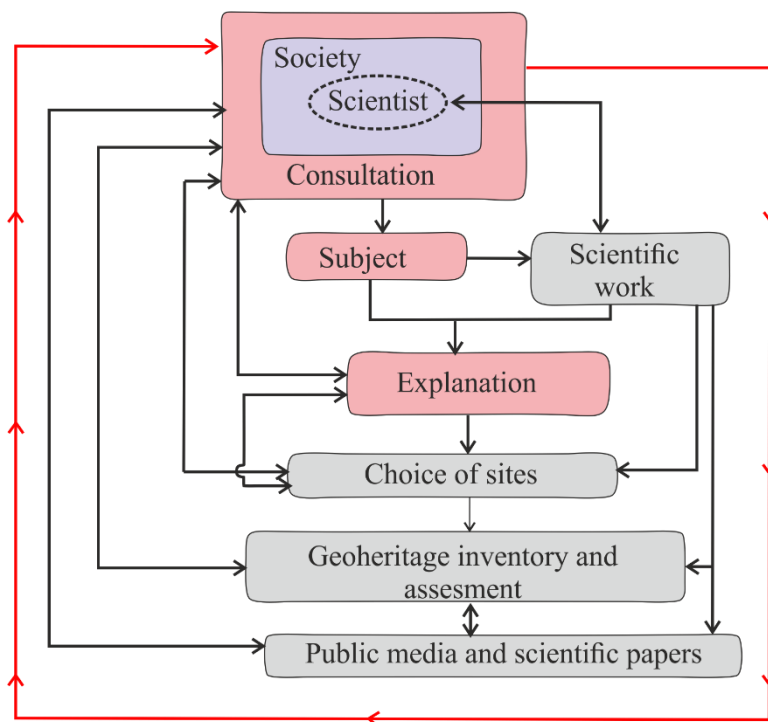 Society
Scientist
Consultation
Subject
Scientific
work
Explanation
Choice of sites
Geoheritage inventory and
assesment
Public media and scientific papers